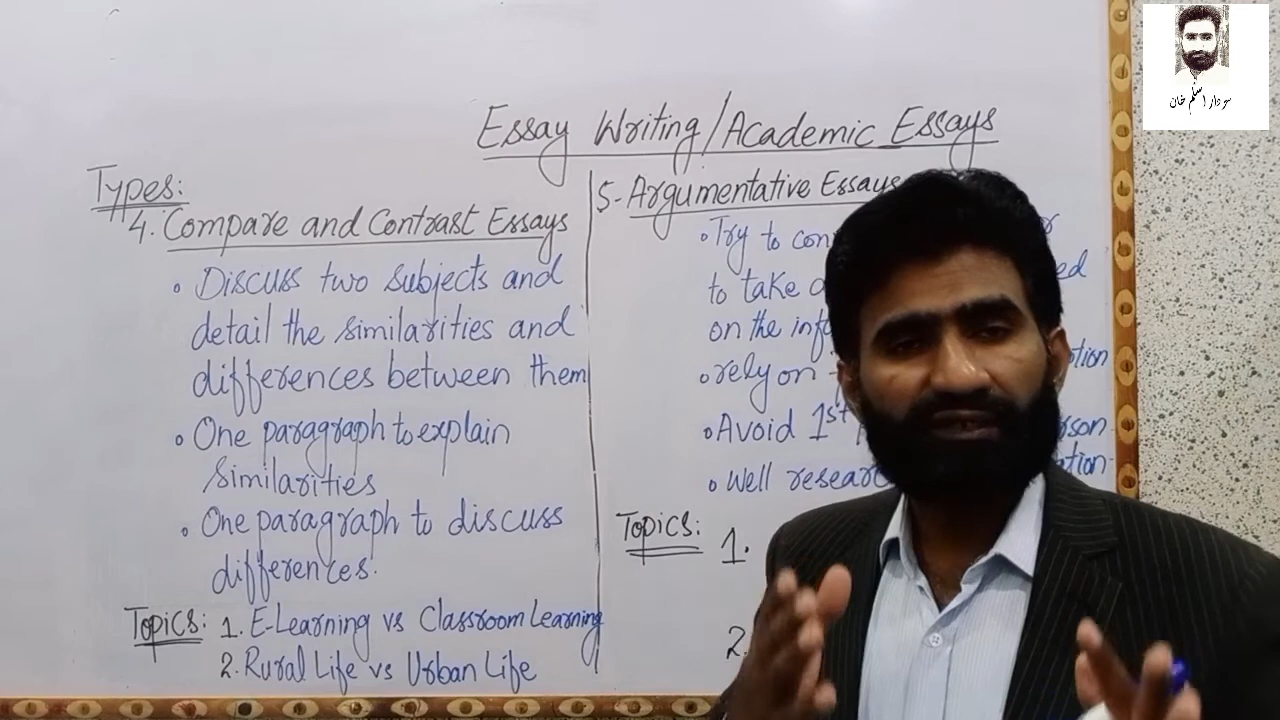 سردار اسلم خان
Essay Writing/Academic Essays
Types:
4. Compare and Contrast Essays
• Discuss two subjects and
detail the similarities and
differences between them
• One paragraph to explain
similarities
• One paragraph to discuss
differences.
Topics: 1. E-Learning vs Classroom Learning
2. Rural Life vs Urban Life
5- Argumentative Essays
• Try to
to take
on the
• rely on
• Avoid 1st
• Well
Topics: 1.
2.